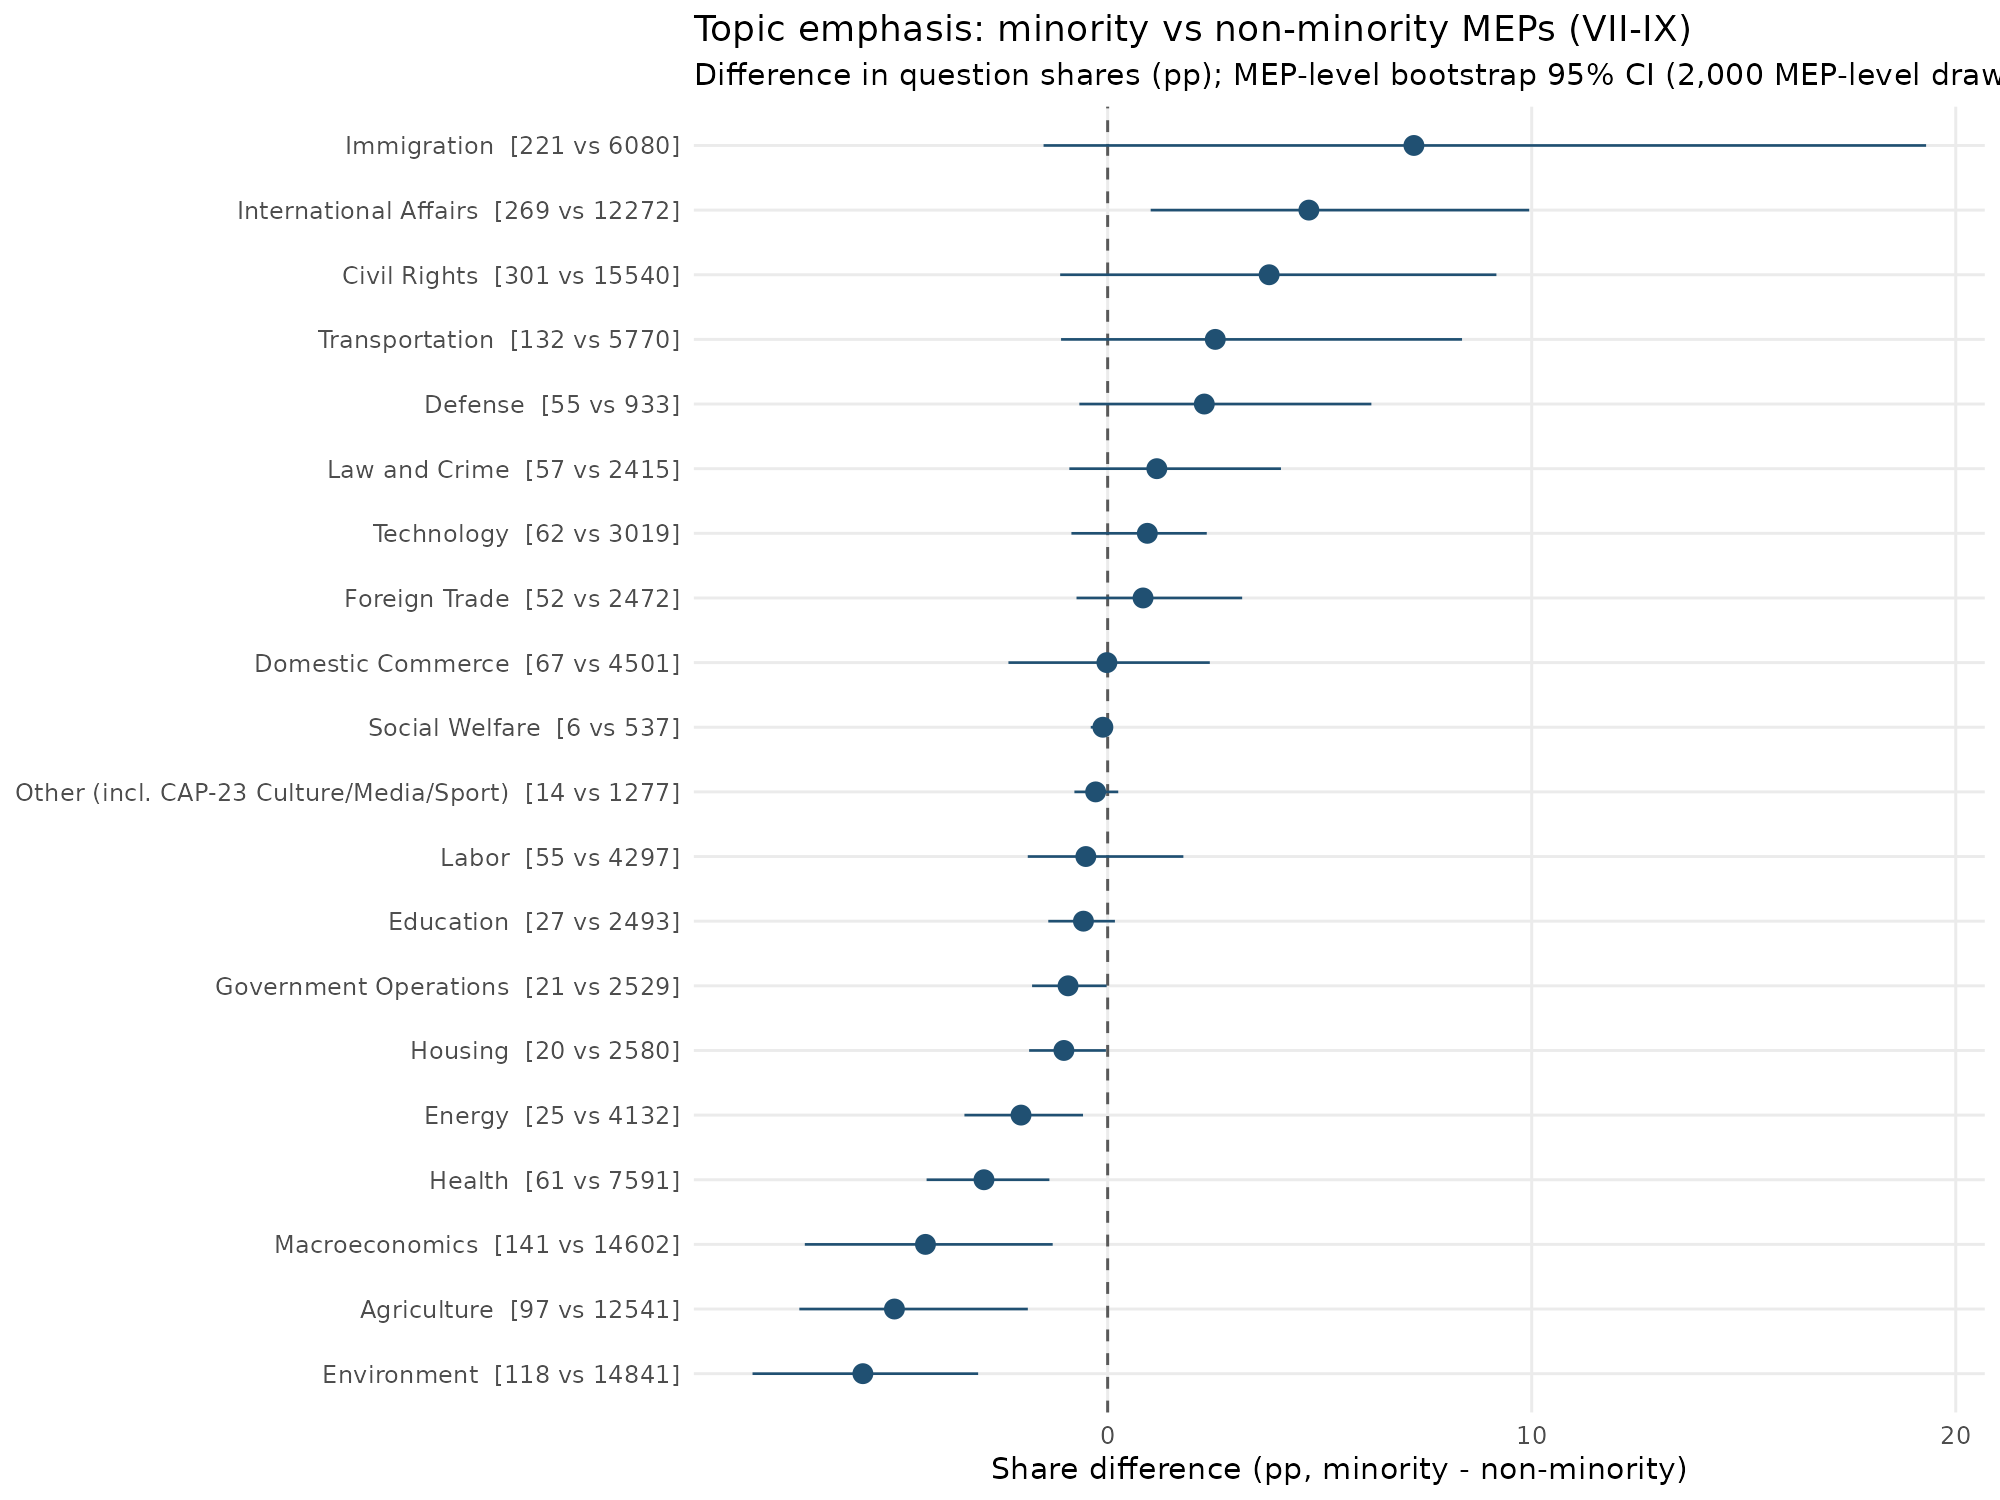 Topic emphasis: minority vs non-minority MEPs (VII-IX)
Difference in question shares (pp); MEP-level bootstrap 95% CI (2,000 MEP-level draw
Immigration [221 vs 6080]
International Affairs [269 vs 12272]
Civil Rights [301 vs 15540]
Transportation [132 vs 5770]
Defense [55 vs 933]
Law and Crime [57 vs 2415]
Technology [62 vs 3019]
Foreign Trade [52 vs 2472]
Domestic Commerce [67 vs 4501]
Social Welfare [6 vs 537]
Other (incl. CAP-23 Culture/Media/Sport) [14 vs 1277]
Labor [55 vs 4297]
Education [27 vs 2493]
Government Operations [21 vs 2529]
Housing [20 vs 2580]
Energy [25 vs 4132]
Health [61 vs 7591]
Macroeconomics [141 vs 14602]
Agriculture [97 vs 12541]
Environment [118 vs 14841]
0 10 20
Share difference (pp, minority - non-minority)